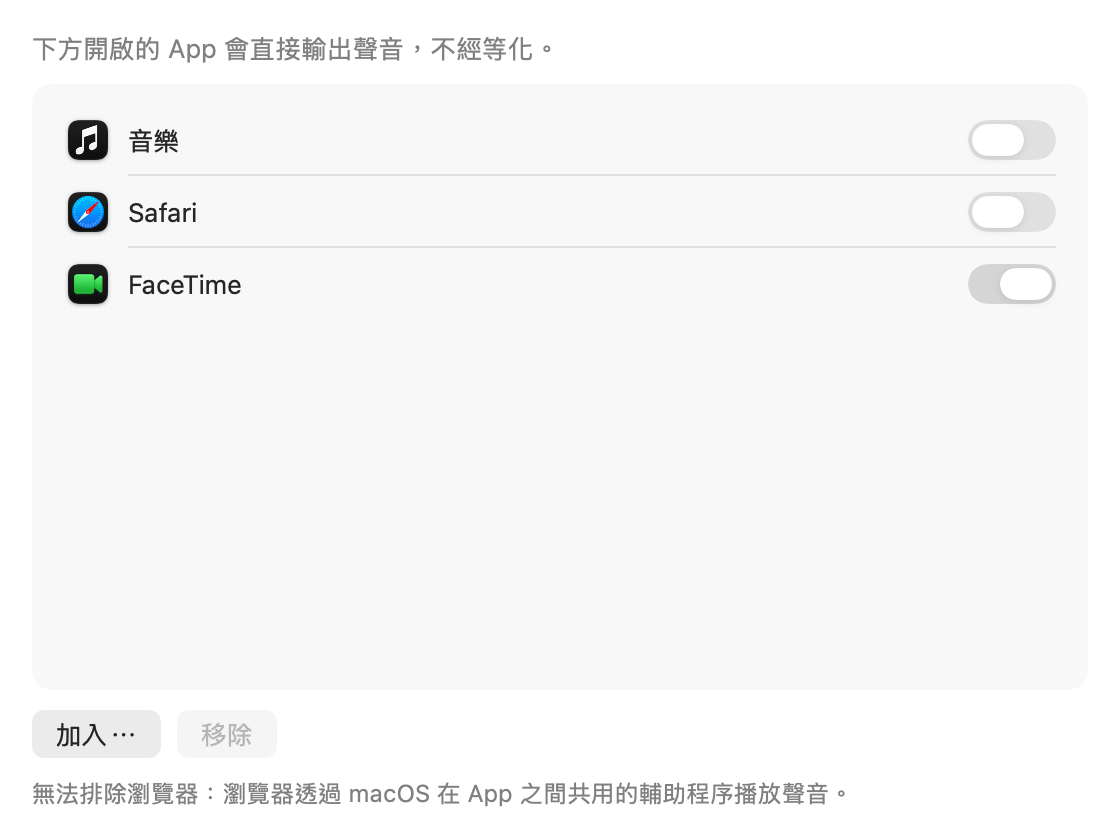 下方開啟的 App 會直接輸出聲音，不經等化。
音樂
Safari
FaceTime
加入⋯
移除
無法排除瀏覽器：瀏覽器透過 macOS 在 App 之間共用的輔助程序播放聲音。